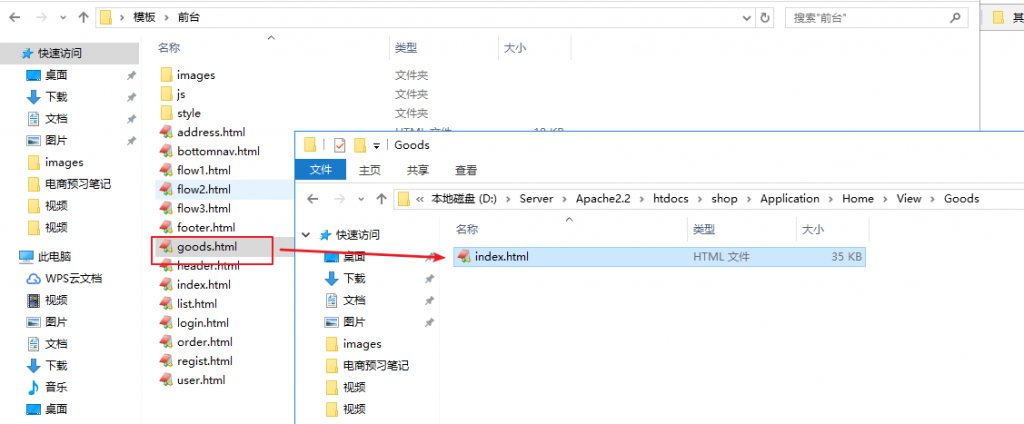 模板 › 前台
搜索"前台"
其
快速访问
桌面
下载
文档
图片
images
电商预习笔记
视频
视频
此电脑
WPS云文档
视频
图片
文档
下载
音乐
桌面
名称 类型 大小
images 文件夹
js 文件夹
style 文件夹
address.html
bottomnav.html
flow1.html
flow2.html
flow3.html
footer.html
goods.html
header.html
index.html
list.html
login.html
order.html
regist.html
user.html
Goods
文件 主页 共享 查看
« 本地磁盘 (D:) › Server › Apache2.2 › htdocs › shop › Application › Home › View › Goods
快速访问
桌面
下载
文档
图片
images
电商预习笔记
视频
视频
名称 类型 大小
index.html HTML 文件 35 KB